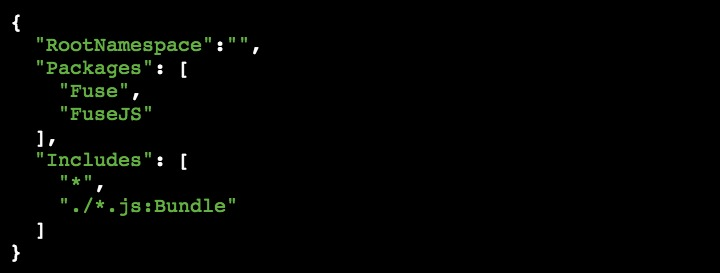 {
  "RootNamespace":"",
  "Packages": [
    "Fuse",
    "FuseJS"
  ],
  "Includes": [
    "*",
    "./*.js:Bundle"
  ]
}